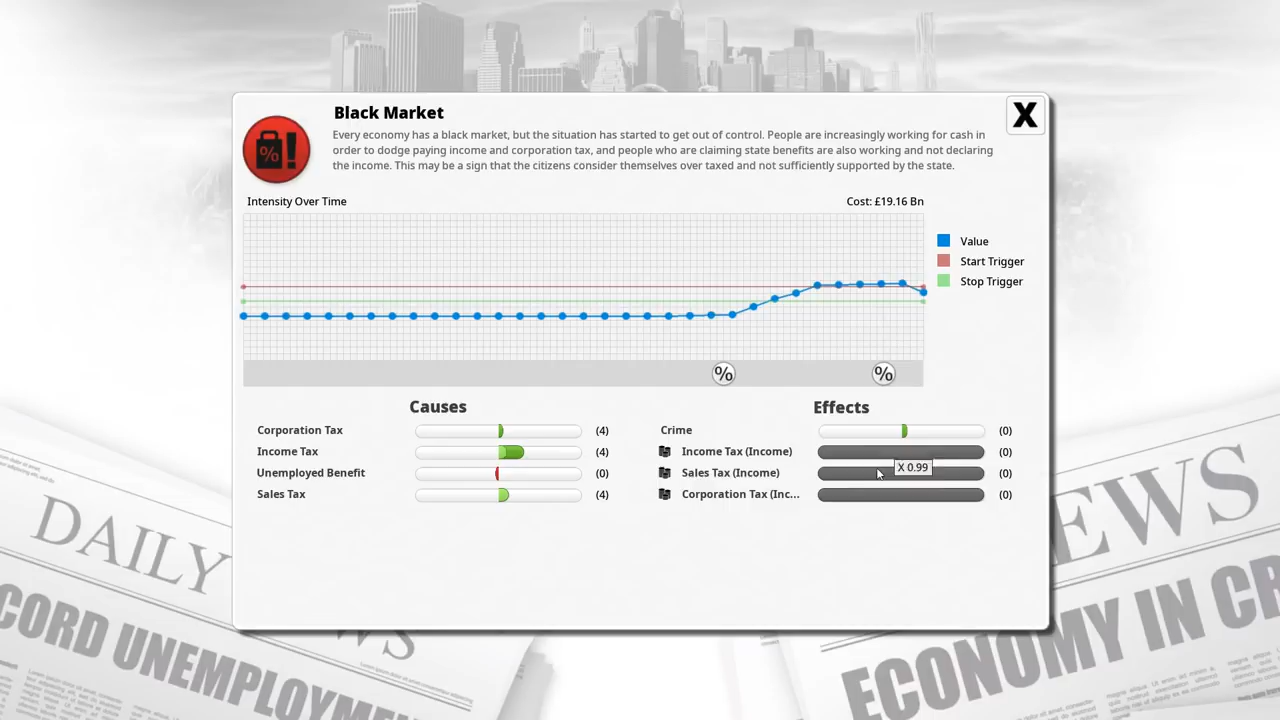 Black Market
X
Every economy has a black market, but the situation has started to get out of control. People are increasingly working for cash in
order to dodge paying income and corporation tax, and people who are claiming state benefits are also working and not declaring
the income. This may be a sign that the citizens consider themselves over taxed and not sufficiently supported by the state.
%!
Intensity Over Time
Cost: £19.16 Bn
Value
Start Trigger
Stop Trigger
% %
Causes
Effects
Corporation Tax (4)
Income Tax (4)
Unemployed Benefit (0)
Sales Tax (4)
Crime (0)
Income Tax (Income) (0)
X 0.99
Sales Tax (Income) (0)
Corporation Tax (Inc... (0)
DAILY
WS
CORD UNEMPLOYME
EWS
ECONOMY IN CR